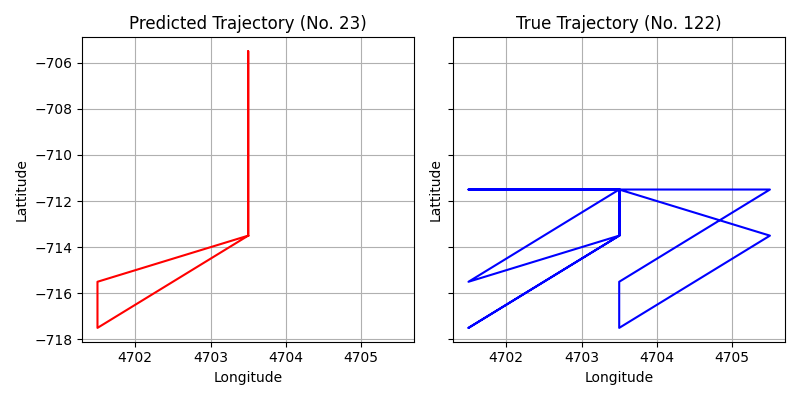 Predicted Trajectory (No. 23)
True Trajectory (No. 122)
−706
−708
−710
−712
−714
−716
−718
Lattitude
Lattitude
4702 4703 4704 4705
4702 4703 4704 4705
Longitude
Longitude